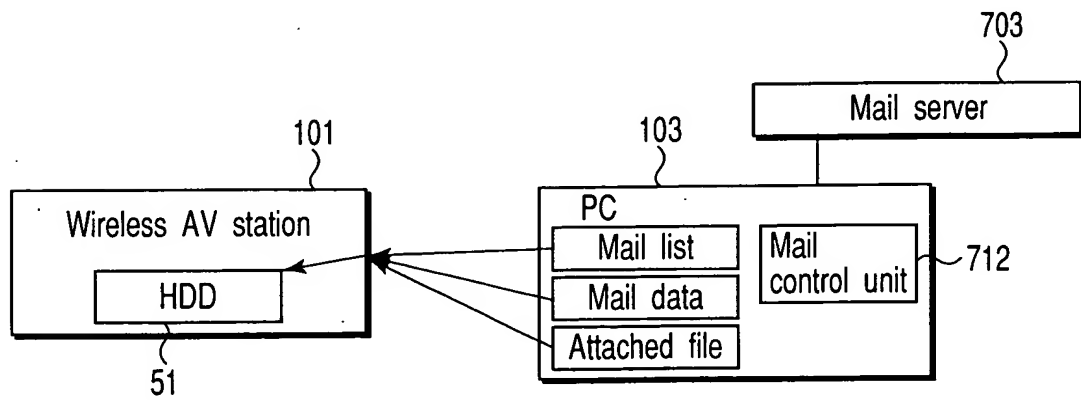 703
Mail server
101
103
Wireless AV station
HDD
51
PC
Mail list
Mail data
Attached file
Mail
control unit
712